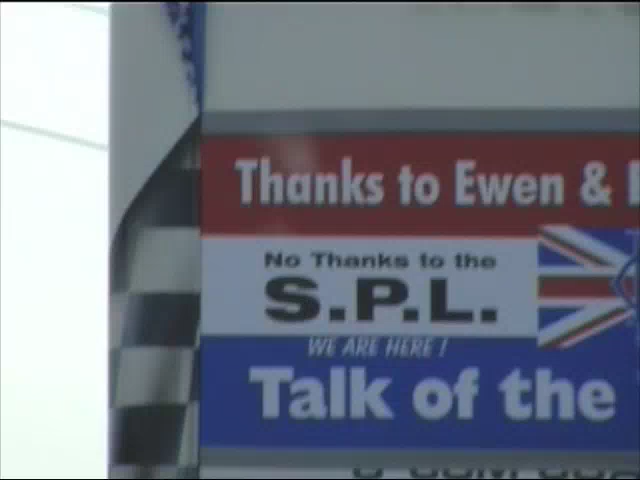 Thanks to Ewen &
No Thanks to the
S.P.L.
WE ARE HERE!
Talk of the